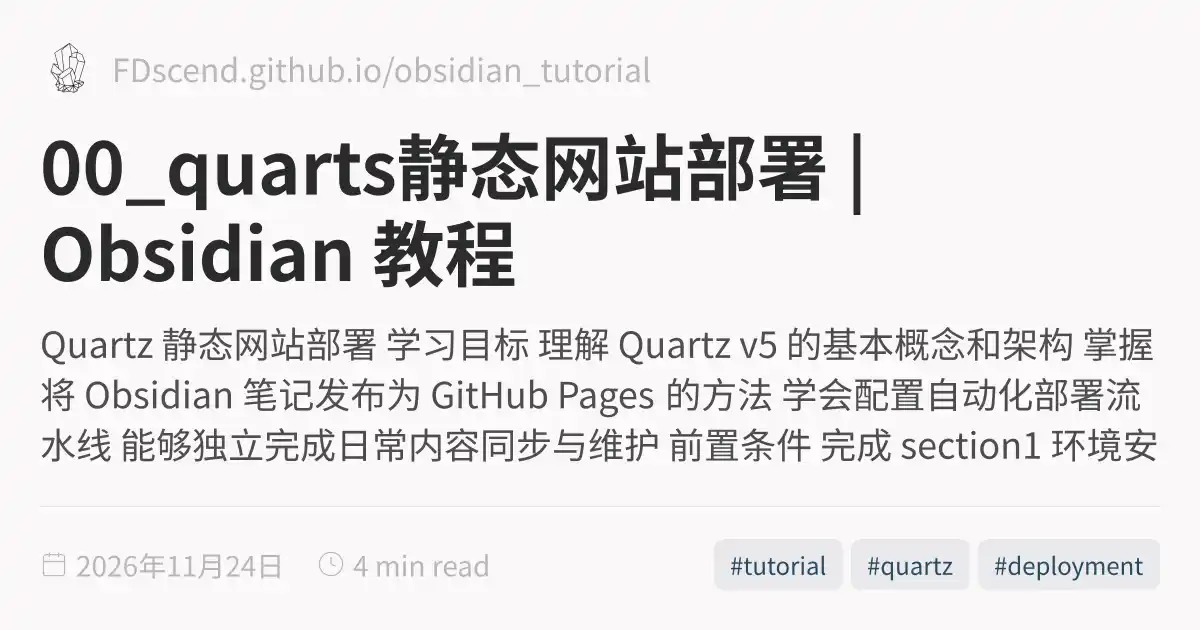 FDscend.github.io/obsidian_tutorial
00_quarts静态网站部署 |
Obsidian 教程
Quartz 静态网站部署 学习目标 理解 Quartz v5 的基本概念和架构 掌握
将 Obsidian 笔记发布为 GitHub Pages 的方法 学会配置自动化部署流
水线 能够独立完成日常内容同步与维护 前置条件 完成 section1 环境安
2026年11月24日 4 min read #tutorial #quartz #deployment